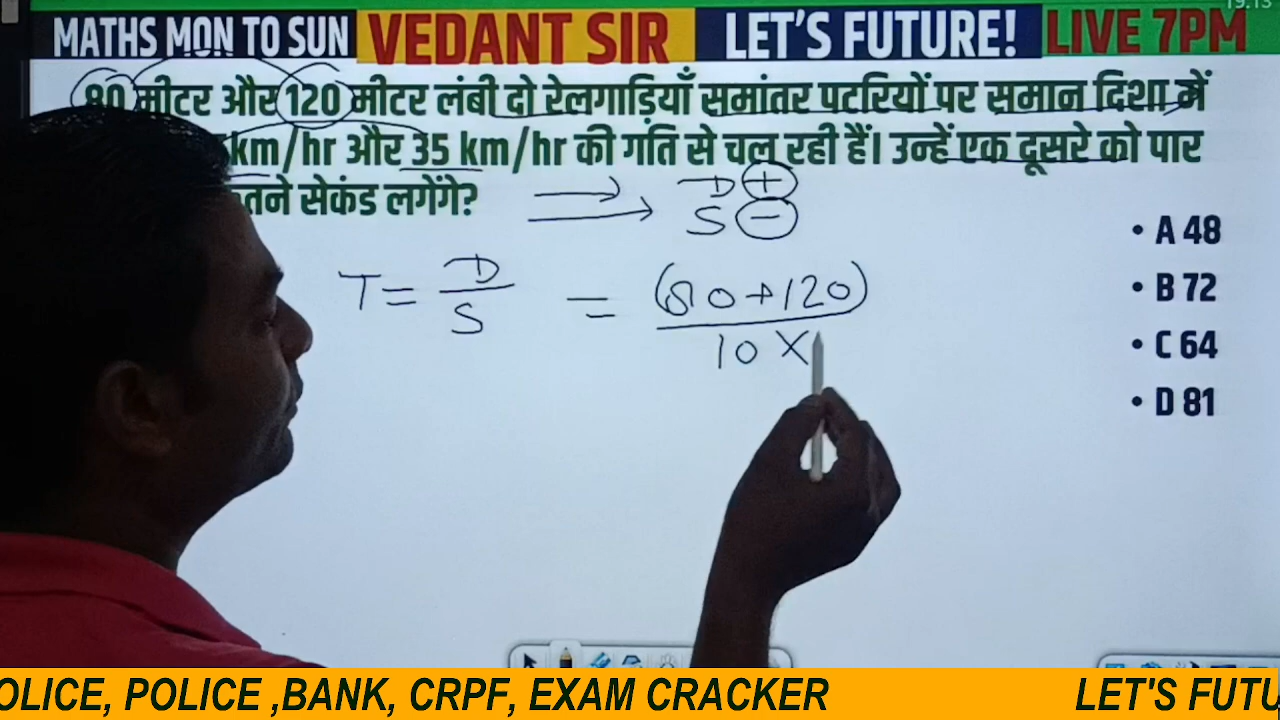 19:13
MATHS MON TO SUN VEDANT SIR LET'S FUTURE! LIVE 7PM
80 मीटर और 120 मीटर लंबी दो रेलगाड़ियाँ समांतर पटरियों पर समान दिशा में
km/hr और 35 km/hr की गति से चल रही हैं। उन्हें एक दूसरे को पार
तने सेकंड लगेंगे?
D +
S -
• A 48
• B 72
• C 64
• D 81
T = D/S = (80+120)/10 X
OLICE, POLICE ,BANK, CRPF, EXAM CRACKER LET'S FUTU